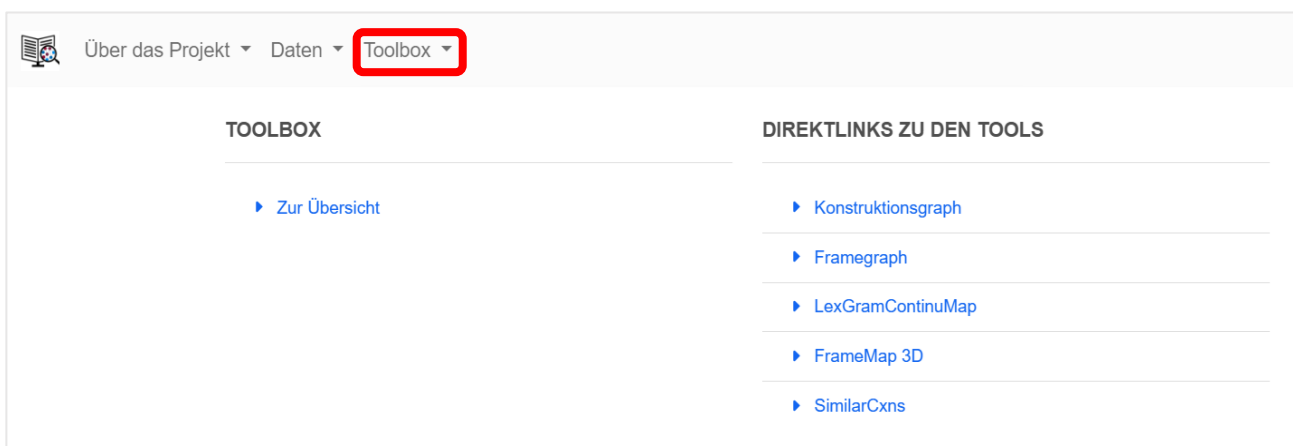 Über das Projekt Daten Toolbox
TOOLBOX
Zur Übersicht
DIREKTLINKS ZU DEN TOOLS
Konstruktionsgraph
Framegraph
LexGramContinuMap
FrameMap 3D
SimilarCxns